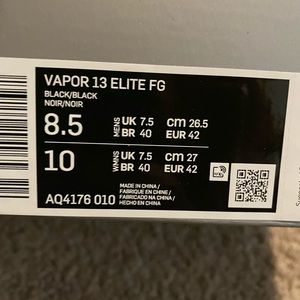 VAPOR 13 ELITE FG
BLACK/BLACK
NOIR/NOIR
8.5 MENS UK 7.5 CM 26.5
BR 40 EUR 42
10 WMNS UK 7.5 CM 27
BR 40 EUR 42
AQ4176 010
MADE IN CHINA /
FABRIQUÉ EN CHINE /
FABRICADO NA CHINA /
HECHO EN CHINA